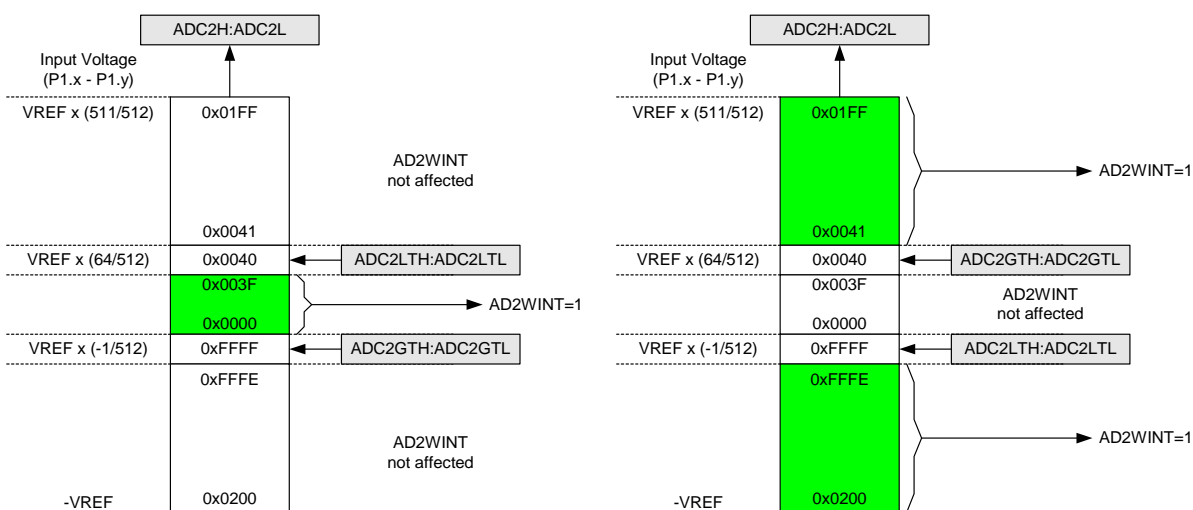 ADC2H:ADC2L
Input Voltage
(P1.x - P1.y)
VREF x (511/512)
0x01FF
AD2WINT
not affected
0x0041
VREF x (64/512)
0x0040
ADC2LTH:ADC2LTL
0x003F
AD2WINT=1
0x0000
VREF x (-1/512)
0xFFFF
ADC2GTH:ADC2GTL
0xFFFE
AD2WINT
not affected
-VREF
0x0200
ADC2H:ADC2L
Input Voltage
(P1.x - P1.y)
VREF x (511/512)
0x01FF
AD2WINT=1
0x0041
VREF x (64/512)
0x0040
ADC2GTH:ADC2GTL
0x003F
AD2WINT
not affected
0x0000
VREF x (-1/512)
0xFFFF
ADC2LTH:ADC2LTL
0xFFFE
AD2WINT=1
-VREF
0x0200